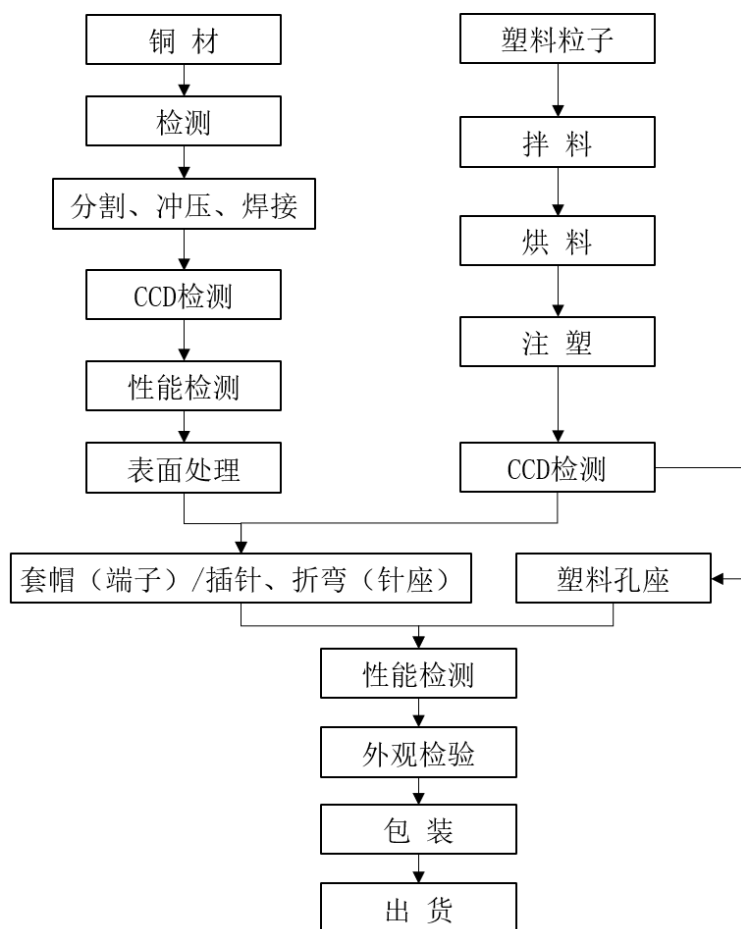 铜 材
检测
分割、冲压、焊接
CCD检测
性能检测
表面处理
塑料粒子
拌 料
烘 料
注 塑
CCD检测
套帽（端子）/插针、折弯（针座）
塑料孔座
性能检测
外观检验
包 装
出 货